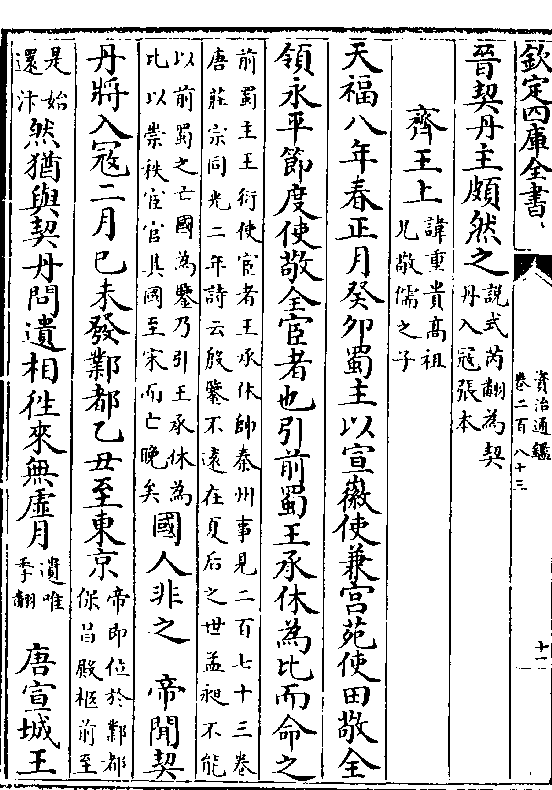 欽定四庫全書
資治通鑑
卷二百八十三
十一
晉契丹主頗然之說式芮翻為契丹入寇張本
齊王上諱重貴髙祖兄敬儒之子
天福八年春正月癸卯蜀主以宣徽使兼宫苑使田敬全
領永平節度使敬全宦者也引前蜀王承休為比而命之
前蜀主王衍使宦者王承休帥秦州事見二百七十三卷
唐莊宗同光二年詩云殷鑒不遠在夏后之世孟昶不能
以前蜀之亡國為鑒乃引王承休為比以崇秩宦官具國至宋而亡晚矣國人非之 帝聞契
丹將入寇二月己未發鄴都乙丑至東京帝即位於鄴都保昌殿柩前至
是始還汴然猶與契丹問遺相往來無虚月遺唯季翻 唐宣城王